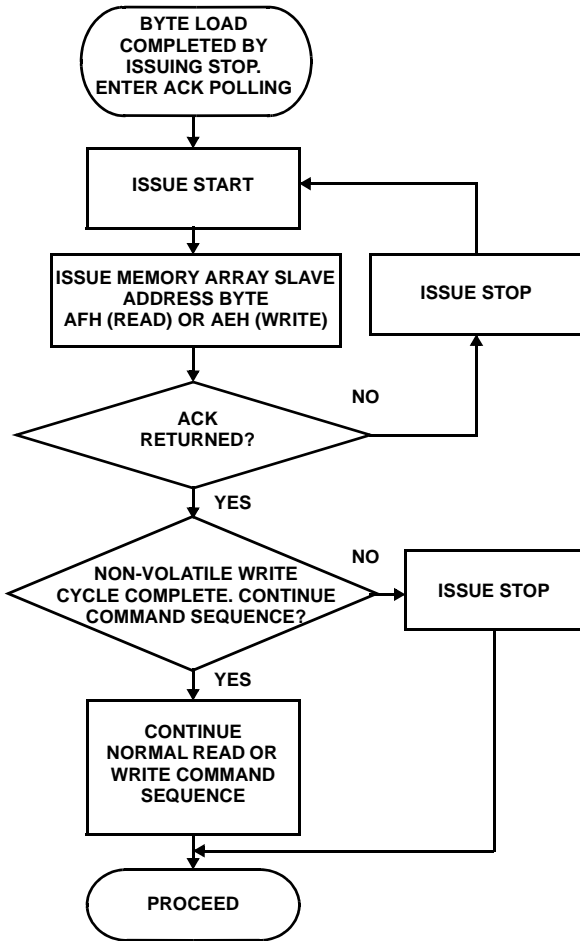 BYTE LOAD
COMPLETED BY
ISSUING STOP.
ENTER ACK POLLING
ISSUE START
ISSUE MEMORY ARRAY SLAVE
ADDRESS BYTE
AFH (READ) OR AEH (WRITE)
ISSUE STOP
ACK
RETURNED?
NO
YES
NON-VOLATILE WRITE
CYCLE COMPLETE. CONTINUE
COMMAND SEQUENCE?
NO
ISSUE STOP
YES
CONTINUE
NORMAL READ OR
WRITE COMMAND
SEQUENCE
PROCEED